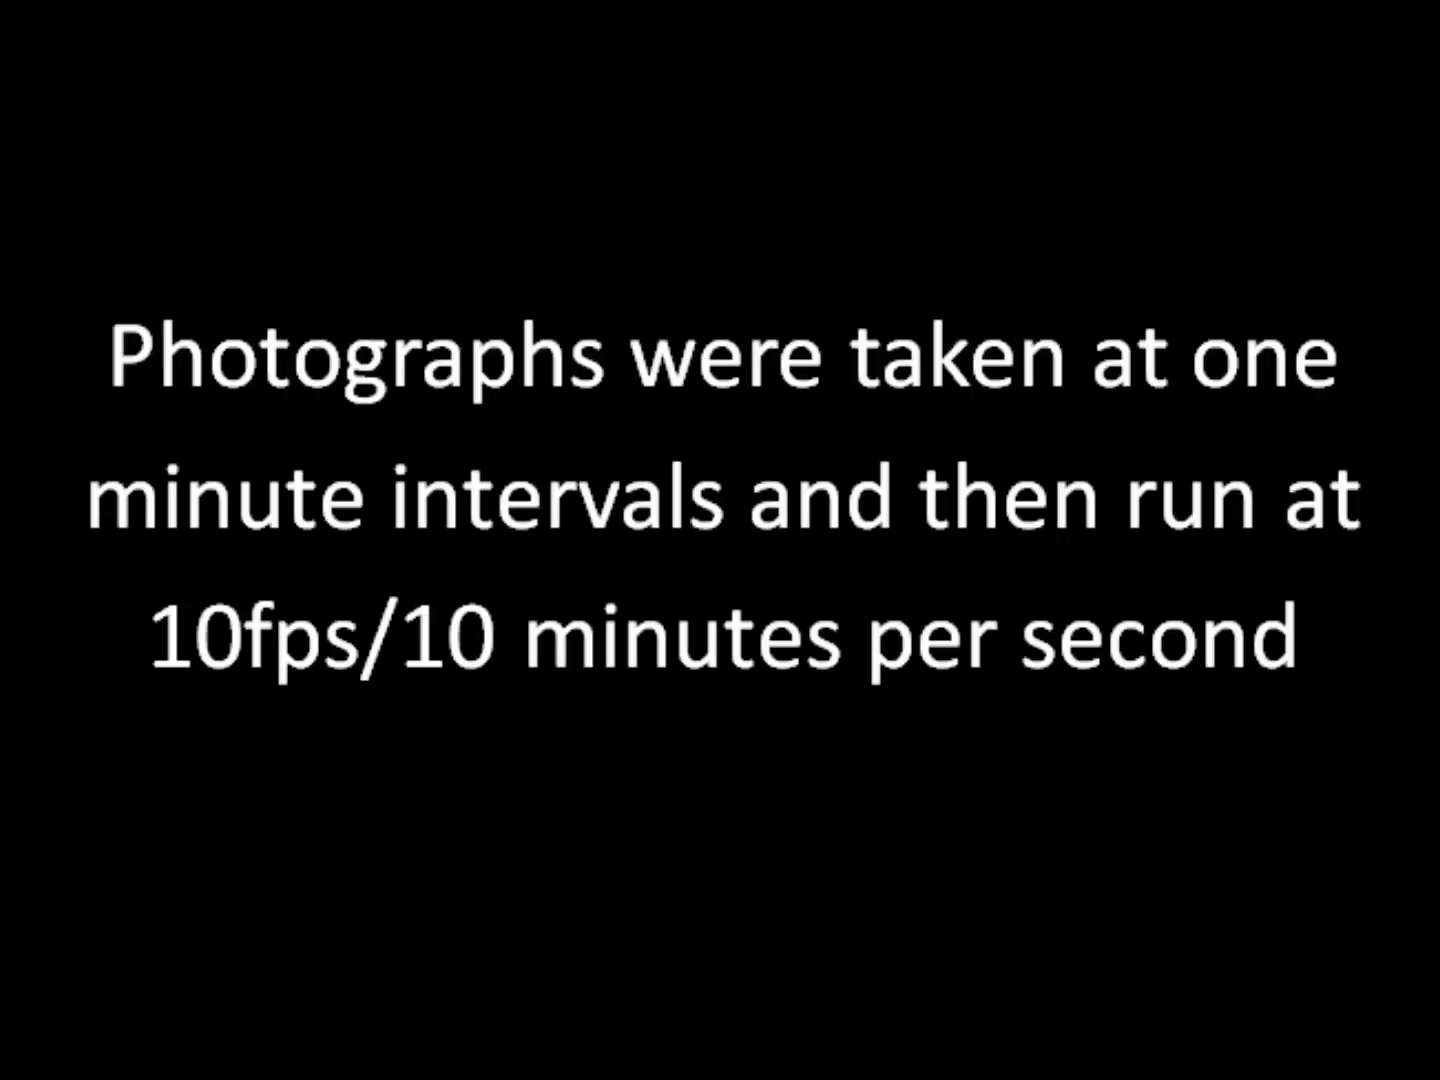 Photographs were taken at one
minute intervals and then run at
10fps/10 minutes per second